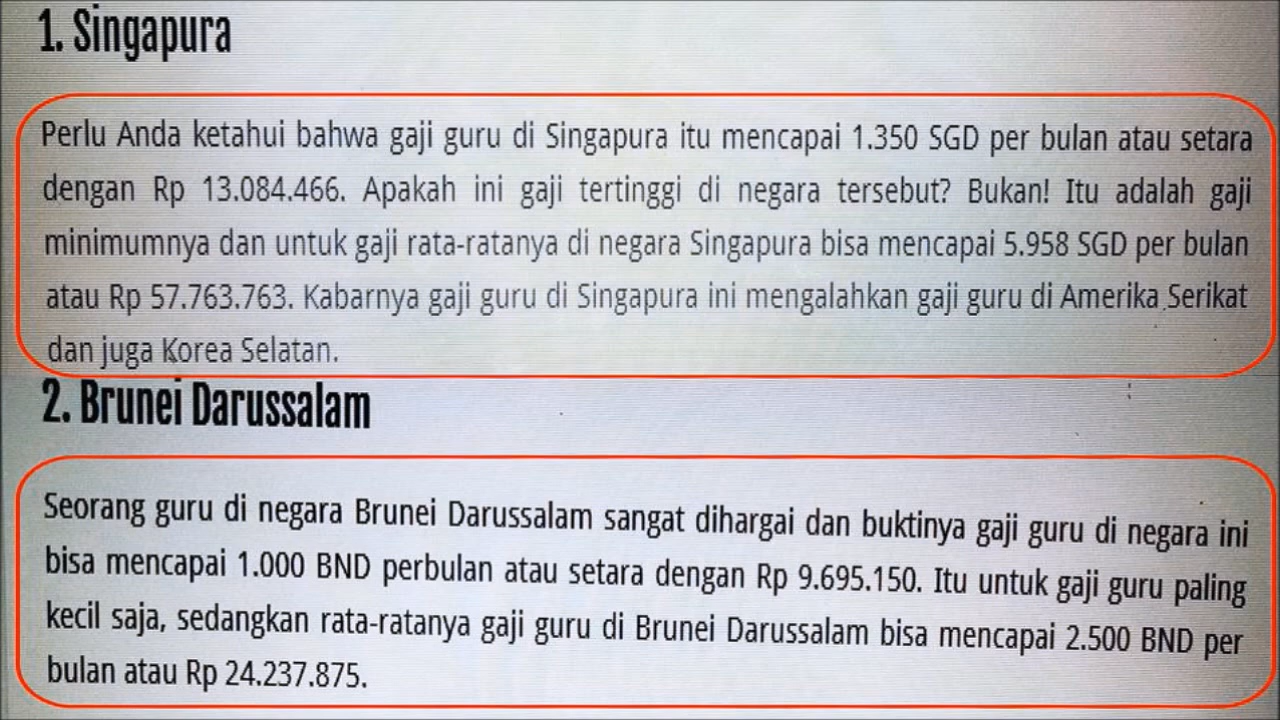 1. Singapura
Perlu Anda ketahui bahwa gaji guru di Singapura itu mencapai 1.350 SGD per bulan atau setara
dengan Rp 13.084.466. Apakah ini gaji tertinggi di negara tersebut? Bukan! Itu adalah gaji
minimumnya dan untuk gaji rata-ratanya di negara Singapura bisa mencapai 5.958 SGD per bulan
atau Rp 57.763.763. Kabarnya gaji guru di Singapura ini mengalahkan gaji guru di Amerika Serikat
dan juga Korea Selatan.
2. Brunei Darussalam
Seorang guru di negara Brunei Darussalam sangat dihargai dan buktinya gaji guru di negara ini
bisa mencapai 1.000 BND perbulan atau setara dengan Rp 9.695.150. Itu untuk gaji guru paling
kecil saja, sedangkan rata-ratanya gaji guru di Brunei Darussalam bisa mencapai 2.500 BND per
bulan atau Rp 24.237.875.